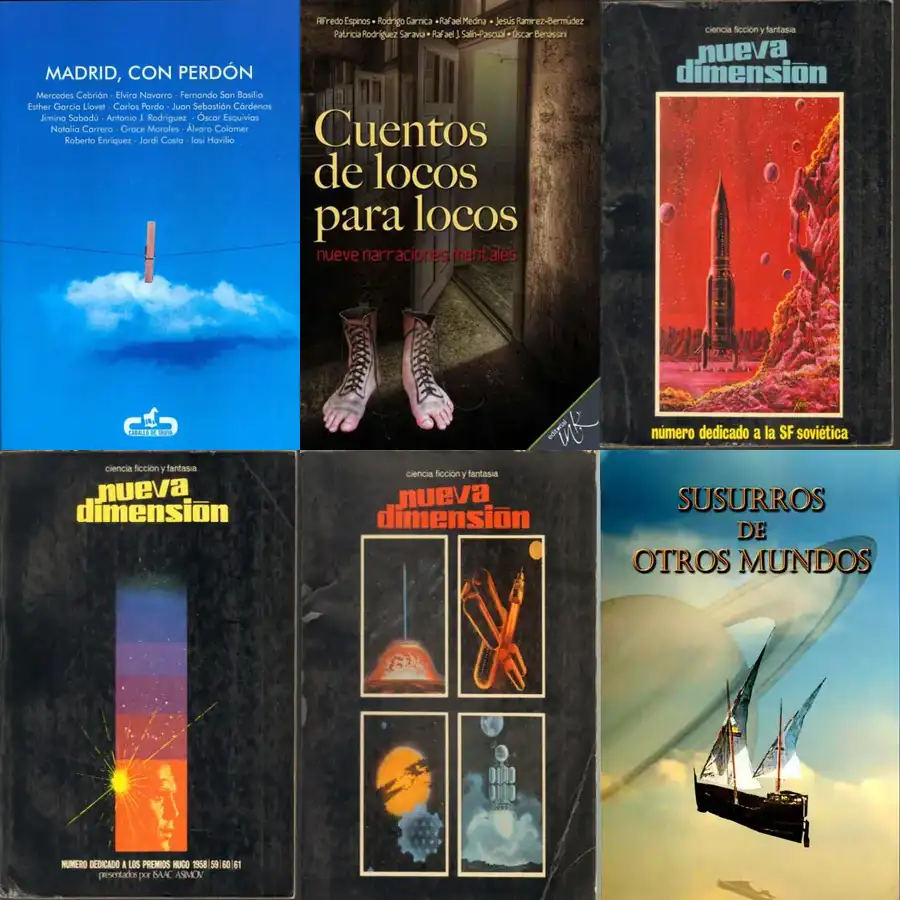 MADRID, CON PERDÓN
Mercedes Cebrián · Elvira Navarro · Fernando San Basilio
Esther García Llovet · Carlos Pardo · Juan Sebastián Cárdenas
Jimina Sabadú · Antonio J. Rodríguez · Óscar Esquivias
Natalia Carrero · Grace Morales · Álvaro Colomer
Roberto Enríquez · Jordi Costa · Iosi Havilio
CABALLO DE TROYA
Alfredo Espinos • Rodrigo Garnica • Rafael Medina • Jesús Ramírez-Bermúdez
Patricia Rodríguez Saravia • Rafael J. Salín-Pascual • Óscar Benassini
Cuentos
de locos
para locos
nueve narraciones mentales
editorial
INK
ciencia ficción y fantasía
nueva
dimensión
número dedicado a la SF soviética
ciencia ficción y fantasía
nueva
dimensión
NUMERO DEDICADO A LOS PREMIOS HUGO 1958|59|60|61
presentados por ISAAC ASIMOV
ciencia ficción y fantasía
nueva
dimensión
SUSURROS
DE
OTROS MUNDOS